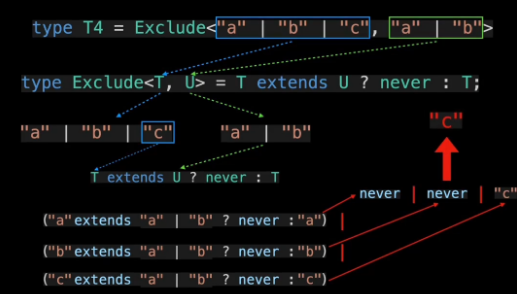 type T4 = Exclude<"a" | "b" | "c", "a" | "b">
type Exclude<T, U> = T extends U ? never : T;
"c"
"a" | "b" | "c" "a" | "b"
T extends U ? never : T
never | never | "c"
("a"extends "a" | "b" ? never :"a") |
("b"extends "a" | "b" ? never :"b") |
("c"extends "a" | "b" ? never :"c")